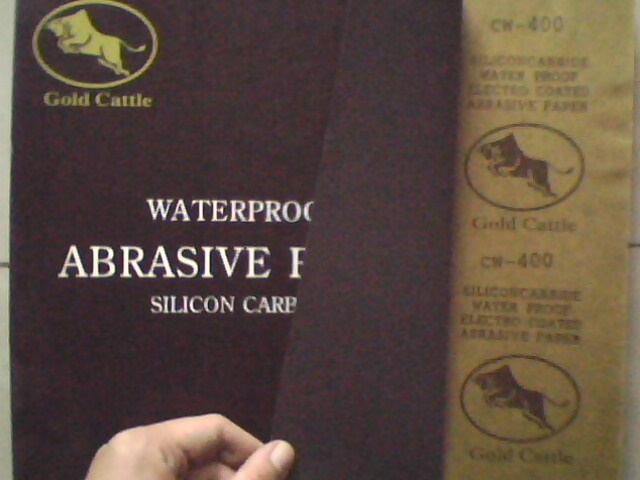 Gold Cattle
WATERPROO
ABRASIVE P
SILICON CARB
CW-400
SILICONCARBIDE
WATER PROOF
ELECTRO COATED
ABRASIVE PAPER
Gold Cattle
CW-400
SILICONCARBIDE
WATER PROOF
ELECTRO COATED
ABRASIVE PAPER
Gold Cattle